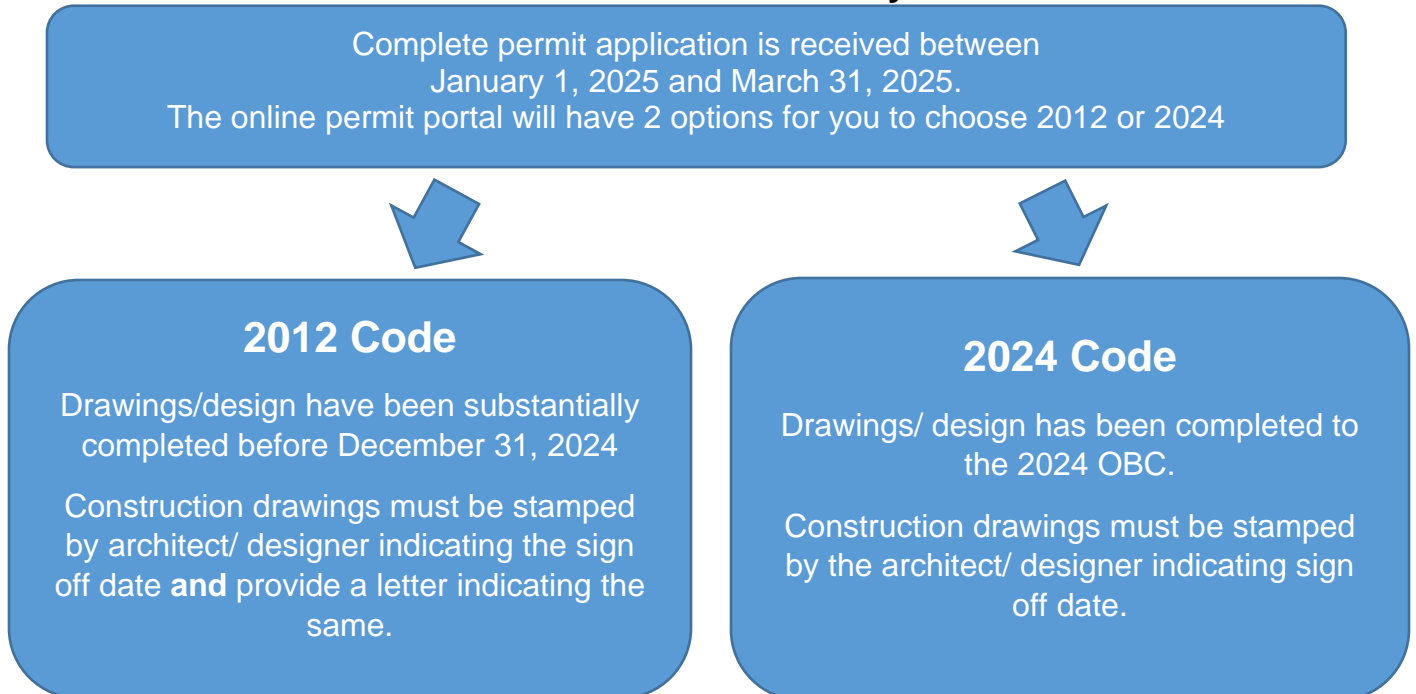 Complete permit application is received between
January 1, 2025 and March 31, 2025.
The online permit portal will have 2 options for you to choose 2012 or 2024
2012 Code
Drawings/design have been substantially
completed before December 31, 2024
Construction drawings must be stamped
by architect/ designer indicating the sign
off date and provide a letter indicating the
same.
2024 Code
Drawings/ design has been completed to
the 2024 OBC.
Construction drawings must be stamped
by the architect/ designer indicating sign
off date.